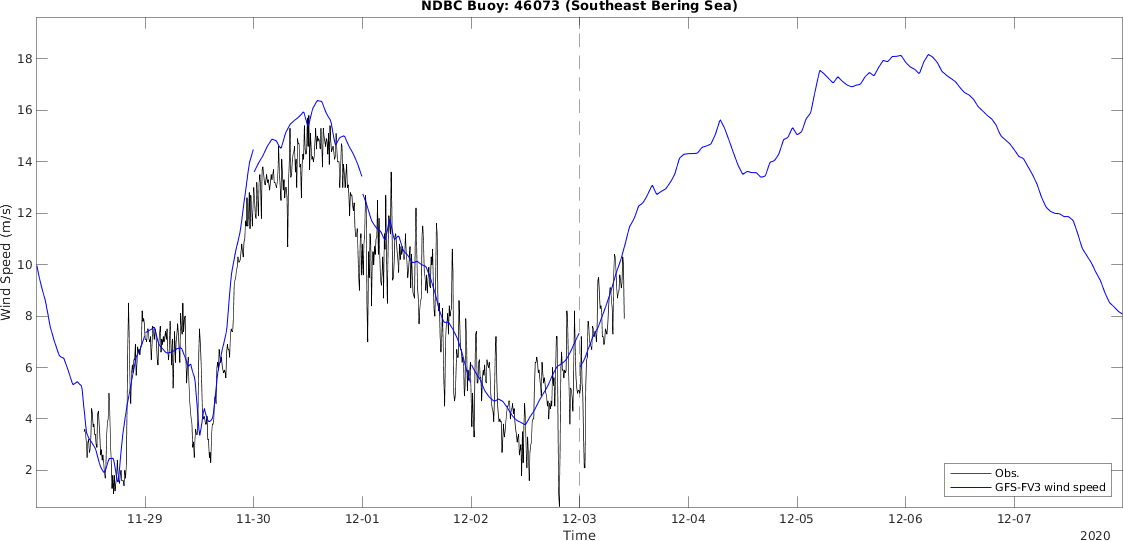 NDBC Buoy: 46073 (Southeast Bering Sea)
18
16
14
12
10
8
6
4
2
Wind Speed (m/s)
11-29 11-30 12-01 12-02 12-03 12-04 12-05 12-06 12-07
Time
2020
Obs.
GFS-FV3 wind speed